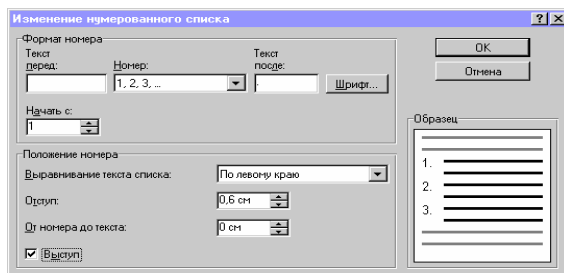 Изменение нумерованного списка
Формат номера
Текст перед:
Номер:
Текст после:
1, 2, 3, ...
.
Шрифт...
Начать с:
1
OK
Отмена
Положение номера
Выравнивание текста списка:
По левому краю
Отступ:
0,6 см
От номера до текста:
0 см
Выступ
Образец
1.
2.
3.